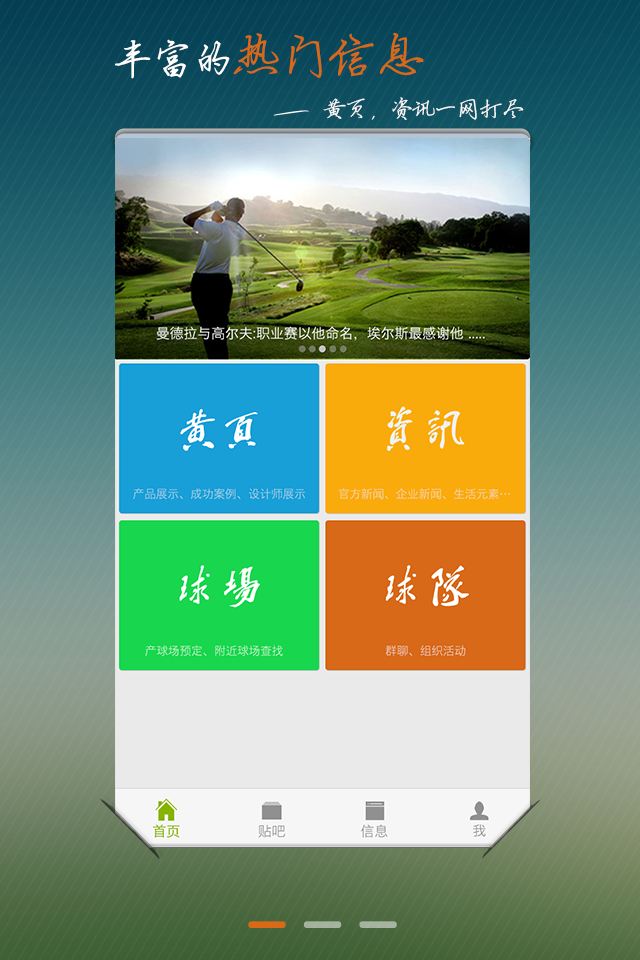 丰富的热门信息
—— 黄页，资讯一网打尽
曼德拉与高尔夫:职业赛以他命名，埃尔斯最感谢他 .....
黄頁
产品展示、成功案例、设计师展示
資訊
官方新闻、企业新闻、生活元素…
球場
产球场预定、附近球场查找
球隊
群聊、组织活动
首页
贴吧
信息
我